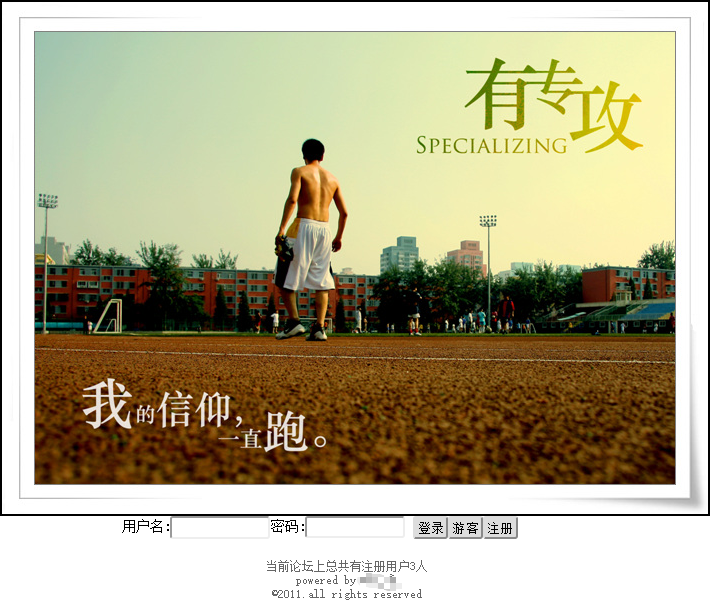 有专攻
SPECIALIZING
我的信仰，
一直跑。
用户名: 密码: 登录 游客 注册
当前论坛上总共有注册用户3人
powered by
©2011.all rights reserved